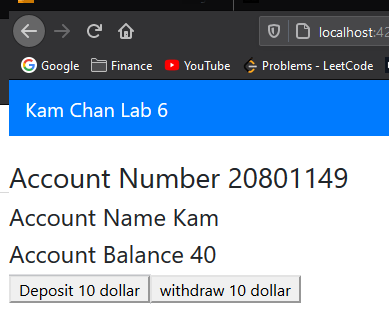 localhost:42
Google Finance YouTube Problems - LeetCode
Kam Chan Lab 6
Account Number 20801149
Account Name Kam
Account Balance 40
Deposit 10 dollar withdraw 10 dollar